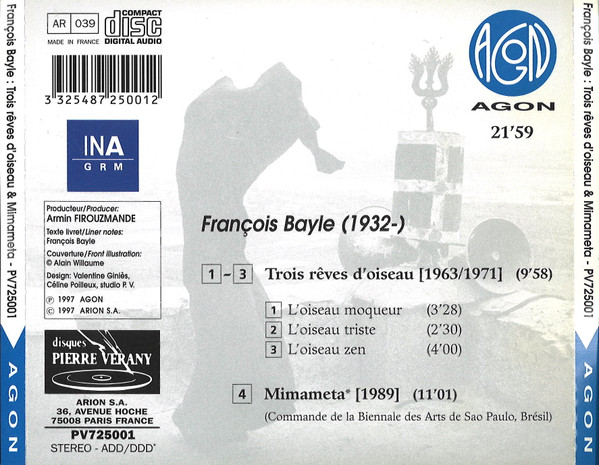 François Bayle : Trois rêves d'oiseau & Mimameta - PV725001
AGON
AR 039
MADE IN FRANCE
COMPACT
disc
DIGITAL AUDIO
3 325487 250012
INA
GRM
AGON
AGON
21'59
Producteur/Producer:
Armin FIROUZMANDE
Texte livret/Liner notes:
François Bayle
Couverture/Front illustration:
© Alain Willaume
Design: Valentine Giniès,
Céline Poilleux, studio P. V.
℗ 1997 AGON
© 1997 ARION S.A.
disques
PIERRE VERANY
ARION S.A.
36, AVENUE HOCHE
75008 PARIS FRANCE
PV725001
STEREO - ADD/DDD*
François Bayle (1932-)
1 ~ 3 Trois rêves d'oiseau [1963/1971] (9'58)
1 L'oiseau moqueur (3'28)
2 L'oiseau triste (2'30)
3 L'oiseau zen (4'00)
4 Mimameta* [1989] (11'01)
(Commande de la Biennale des Arts de Sao Paulo, Brésil)
François Bayle : Trois rêves d'oiseau & Mimameta - PV725001
AGON